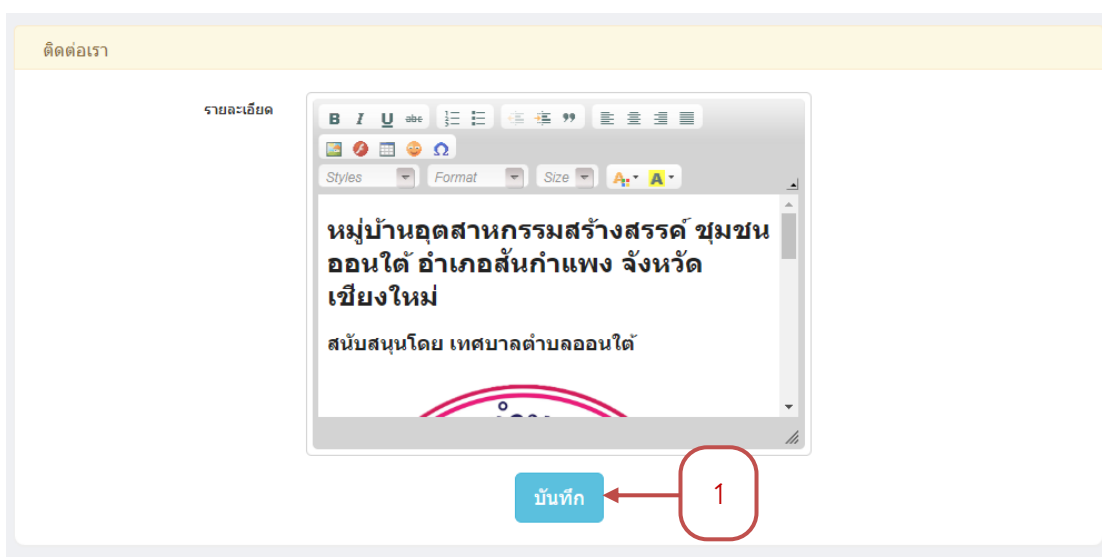 ติดต่อเรา
รายละเอียด
B I U abc
Styles Format Size A A
หมู่บ้านอุตสาหกรรมสร้างสรรค์ ชุมชน
ออนใต้ อำเภอสันกำแพง จังหวัด
เชียงใหม่
สนับสนุนโดย เทศบาลตำบลออนใต้
บันทึก
1